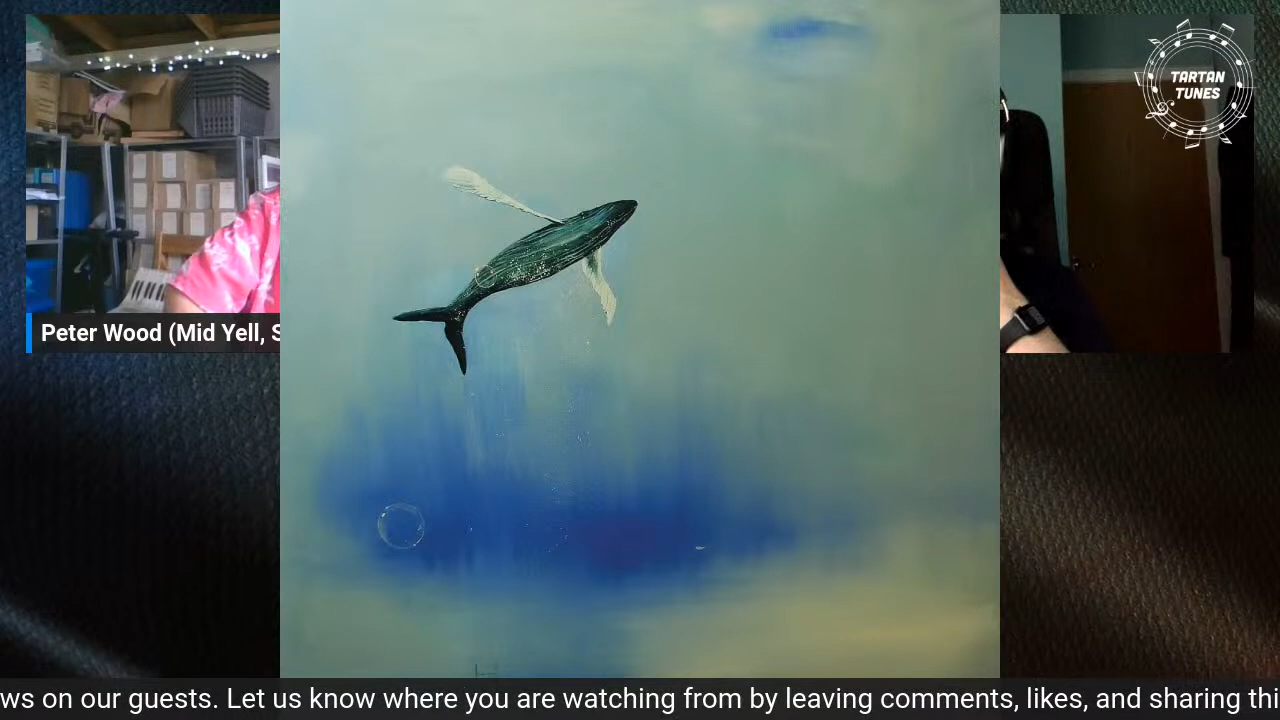 TARTAN
TUNES
Peter Wood (Mid Yell, S
ws on our guests. Let us know where you are watching from by leaving comments, likes, and sharing thi